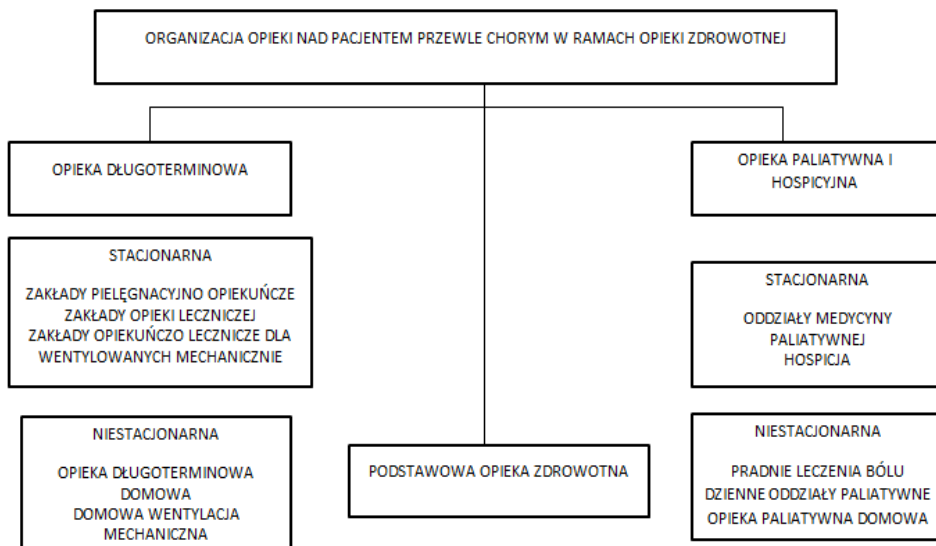 ORGANIZACJA OPIEKI NAD PACJENTEM PRZEWLE CHORYM W RAMACH OPIEKI ZDROWOTNEJ
OPIEKA DŁUGOTERMINOWA
STACJONARNA
ZAKŁADY PIELĘGNACYJNO OPIEKUŃCZE
ZAKŁADY OPIEKI LECZNICZEJ
ZAKŁADY OPIEKUŃCZO LECZNICZE DLA
WENTYLOWANYCH MECHANICZNIE
NIESTACJONARNA
OPIEKA DŁUGOTERMINOWA
DOMOWA
DOMOWA WENTYLACJA
MECHANICZNA
PODSTAWOWA OPIEKA ZDROWOTNA
OPIEKA PALIATYWNA I
HOSPICYJNA
STACJONARNA
ODDZIAŁY MEDYCYNY
PALIATYWNEJ
HOSPICJA
NIESTACJONARNA
PRADNIE LECZENIA BÓLU
DZIENNE ODDZIAŁY PALIATYWNE
OPIEKA PALIATYWNA DOMOWA